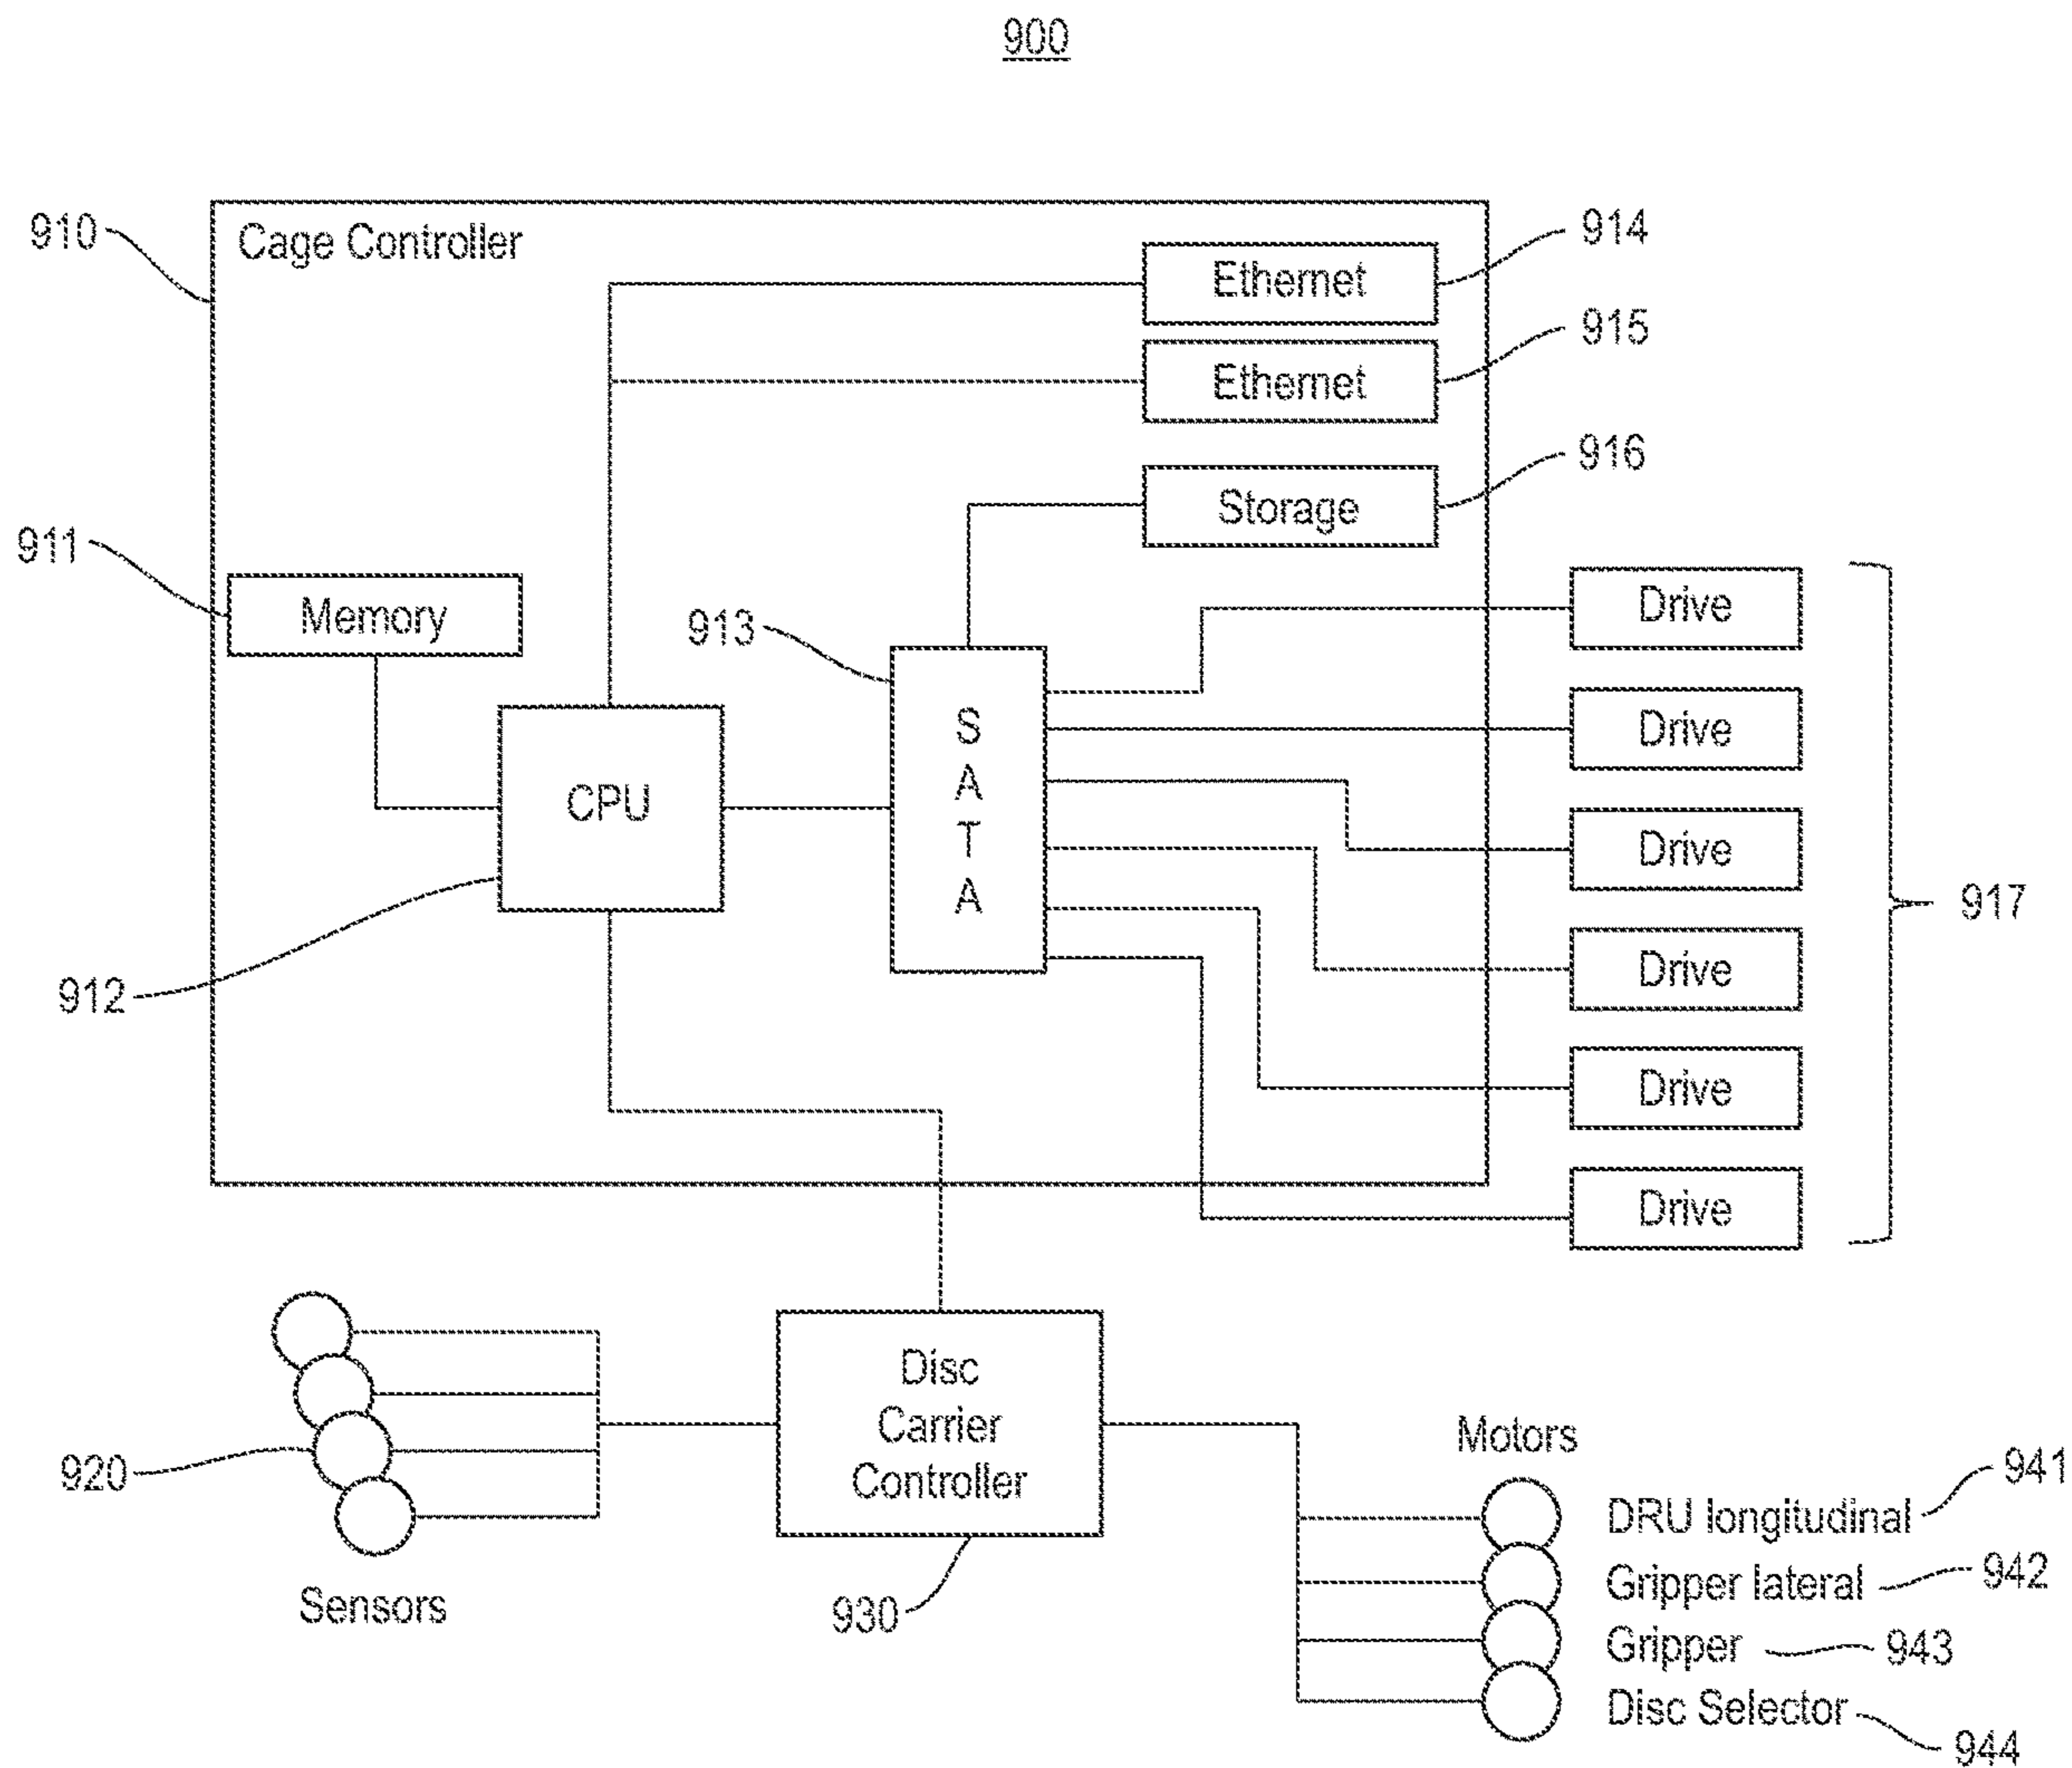 900
910
Cage Controller
Ethernet
914
Ethernet
915
Storage
916
911
Memory
913
Drive
S
A
T
A
Drive
CPU
Drive
917
912
Drive
Drive
Drive
920
Sensors
Disc
Carrier
Controller
930
Motors
DRU longitudinal
941
Gripper lateral
942
Gripper
943
Disc Selector
944